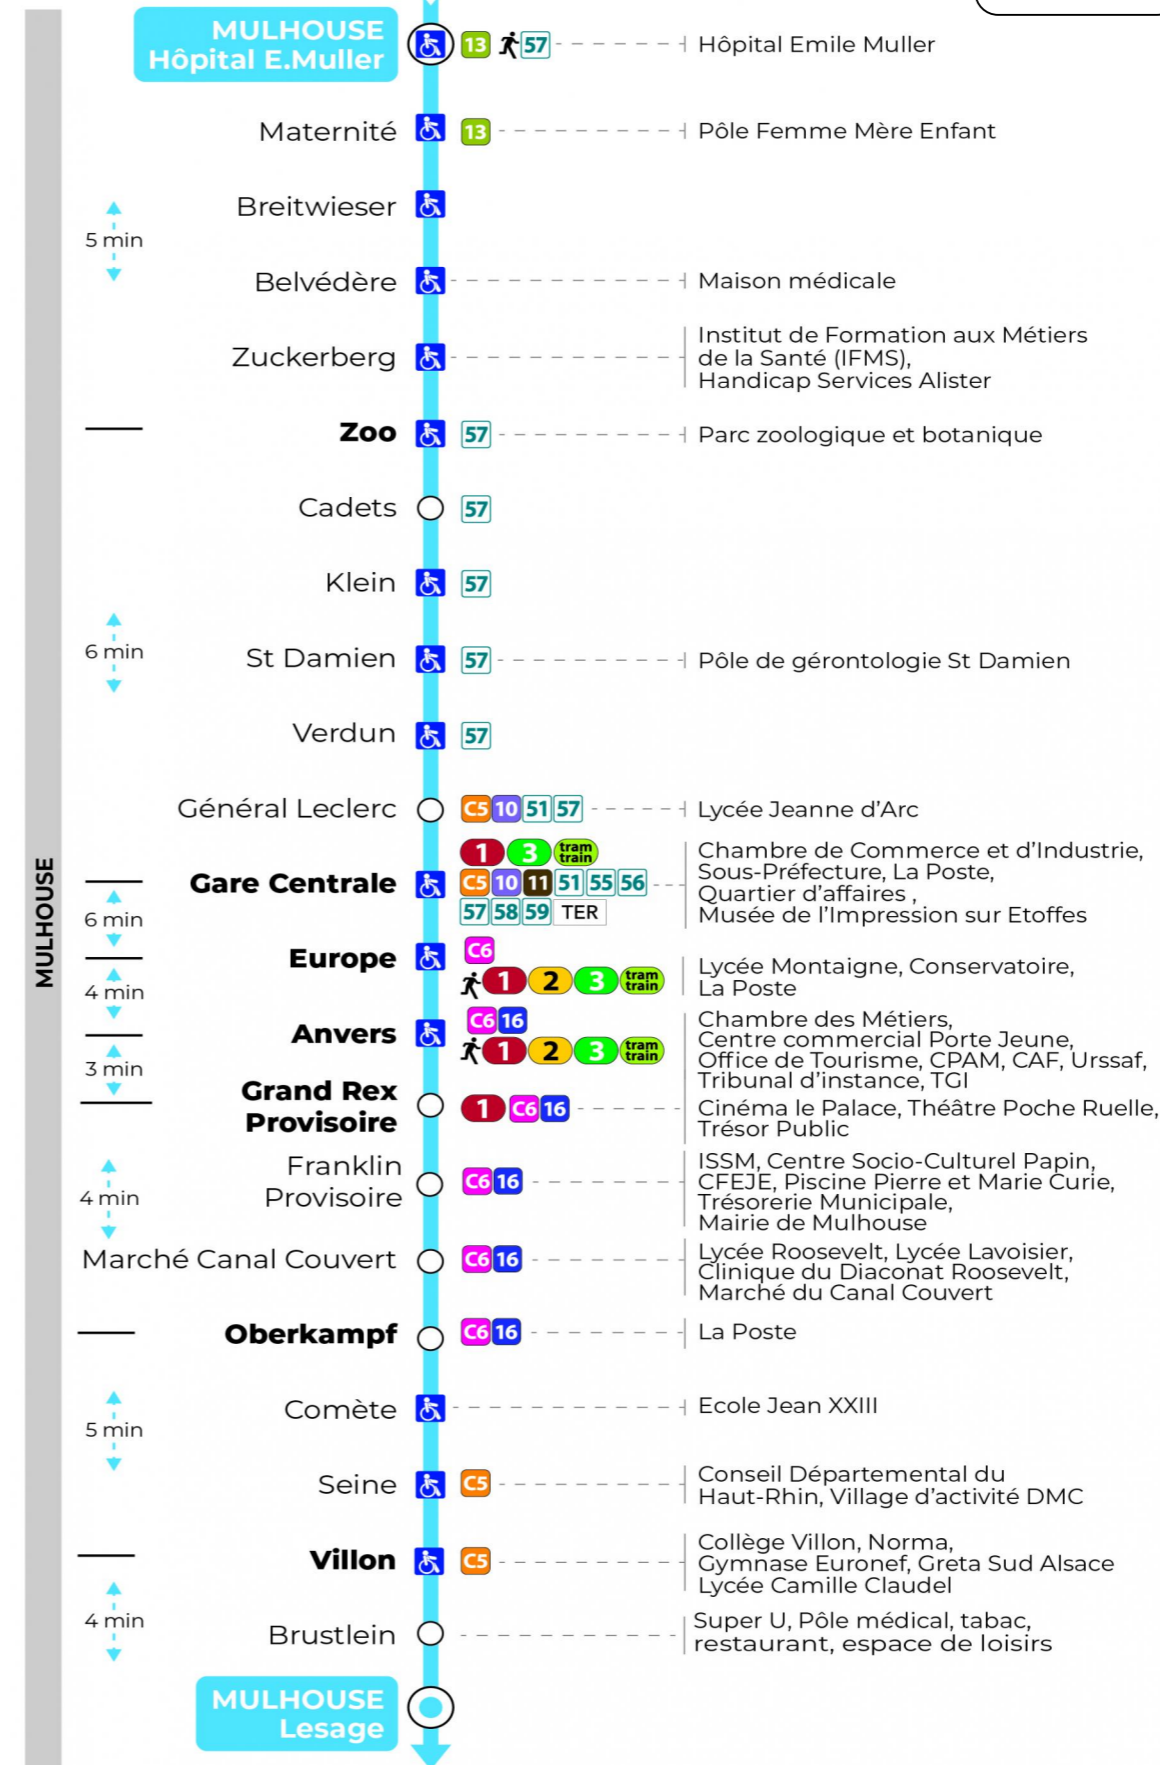 MULHOUSE
Hôpital E.Muller
13 57
Hôpital Emile Muller
Maternité
13
Pôle Femme Mère Enfant
Breitwieser
5 min
Belvédère
Maison médicale
Zuckerberg
Institut de Formation aux Métiers
de la Santé (IFMS),
Handicap Services Alister
Zoo
57
Parc zoologique et botanique
Cadets
57
Klein
57
6 min
St Damien
57
Pôle de gérontologie St Damien
Verdun
57
Général Leclerc
C5 10 51 57
Lycée Jeanne d'Arc
MULHOUSE
Gare Centrale
1 3 tram
train
C5 10 11 51 55 56
57 58 59 TER
Chambre de Commerce et d'Industrie,
Sous-Préfecture, La Poste,
Quartier d'affaires ,
Musée de l'Impression sur Etoffes
6 min
Europe
C6
1 2 3 tram
train
Lycée Montaigne, Conservatoire,
La Poste
4 min
Anvers
C6 16
1 2 3 tram
train
Chambre des Métiers,
Centre commercial Porte Jeune,
Office de Tourisme, CPAM, CAF, Urssaf,
Tribunal d'instance, TGI
3 min
Grand Rex
Provisoire
1 C6 16
Cinéma le Palace, Théâtre Poche Ruelle,
Trésor Public
Franklin
Provisoire
C6 16
ISSM, Centre Socio-Culturel Papin,
CFEJE, Piscine Pierre et Marie Curie,
Trésorerie Municipale,
Mairie de Mulhouse
4 min
Marché Canal Couvert
C6 16
Lycée Roosevelt, Lycée Lavoisier,
Clinique du Diaconat Roosevelt,
Marché du Canal Couvert
Oberkampf
C6 16
La Poste
Comète
Ecole Jean XXIII
5 min
Seine
C5
Conseil Départemental du
Haut-Rhin, Village d'activité DMC
Villon
C5
Collège Villon, Norma,
Gymnase Euronef, Greta Sud Alsace
Lycée Camille Claudel
4 min
Brustlein
Super U, Pôle médical, tabac,
restaurant, espace de loisirs
MULHOUSE
Lesage